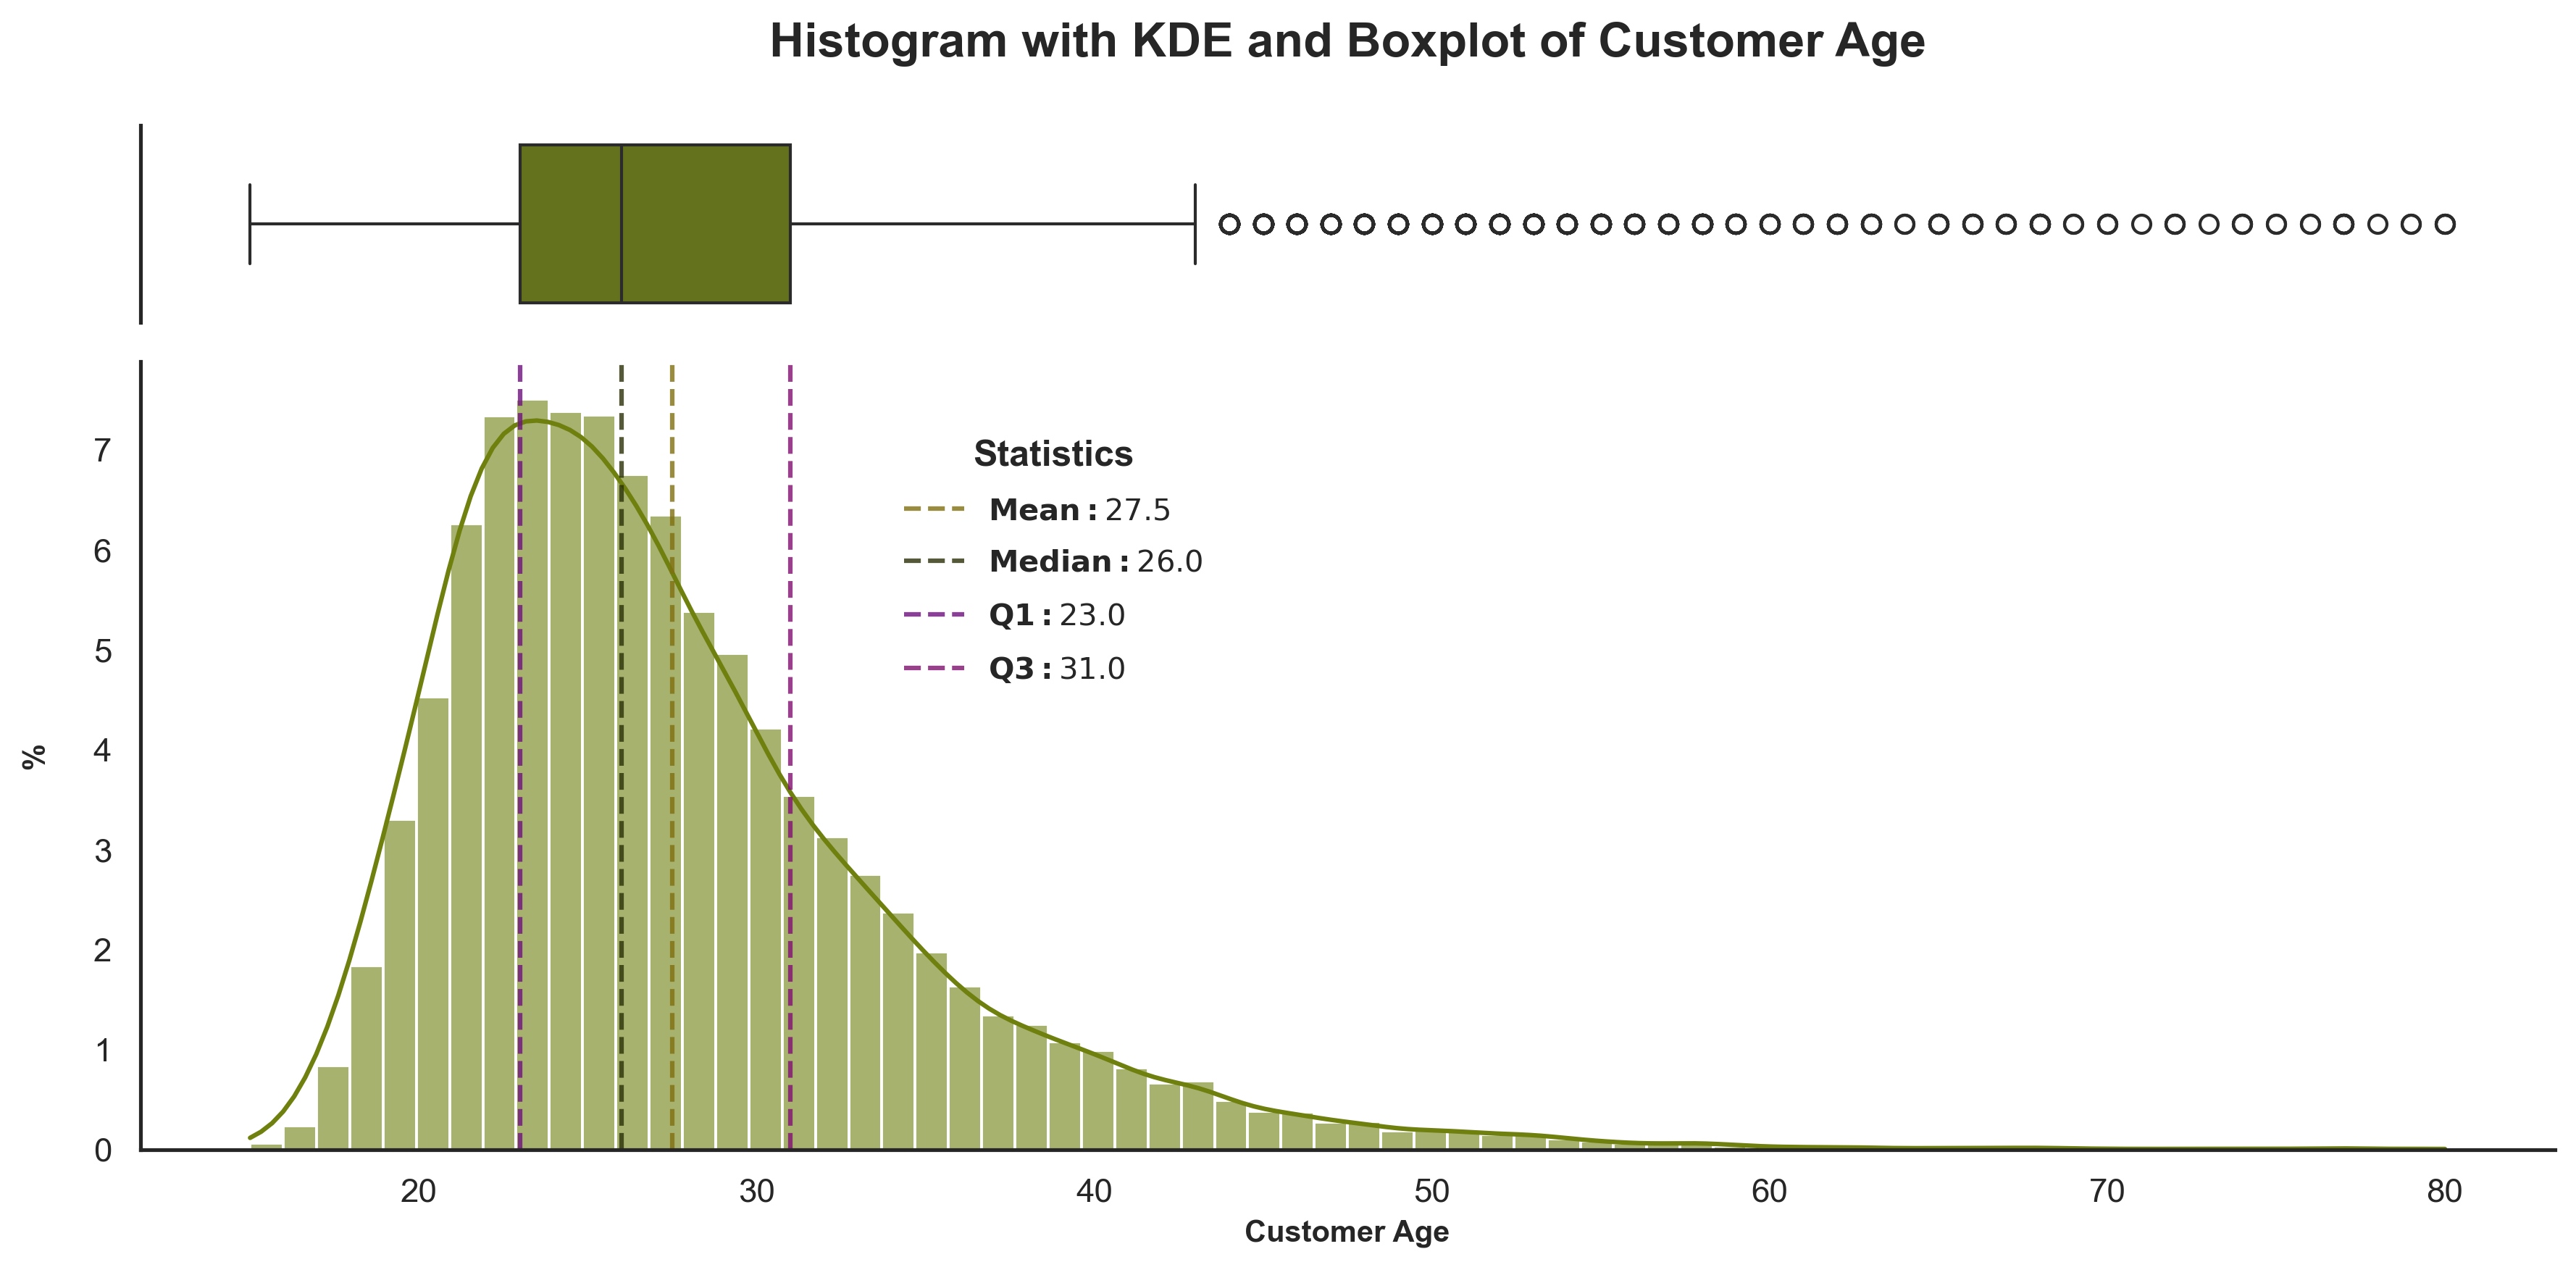 Histogram with KDE and Boxplot of Customer Age
Statistics
Mean: 27.5
Median: 26.0
Q1: 23.0
Q3: 31.0
%
7
6
5
4
3
2
1
0
20 30 40 50 60 70 80
Customer Age